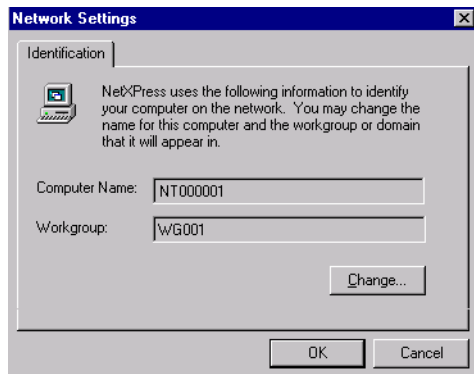 Network Settings
Identification
NetXPress uses the following information to identify
your computer on the network. You may change the
name for this computer and the workgroup or domain
that it will appear in.
Computer Name: NT000001
Workgroup: WG001
Change...
OK Cancel